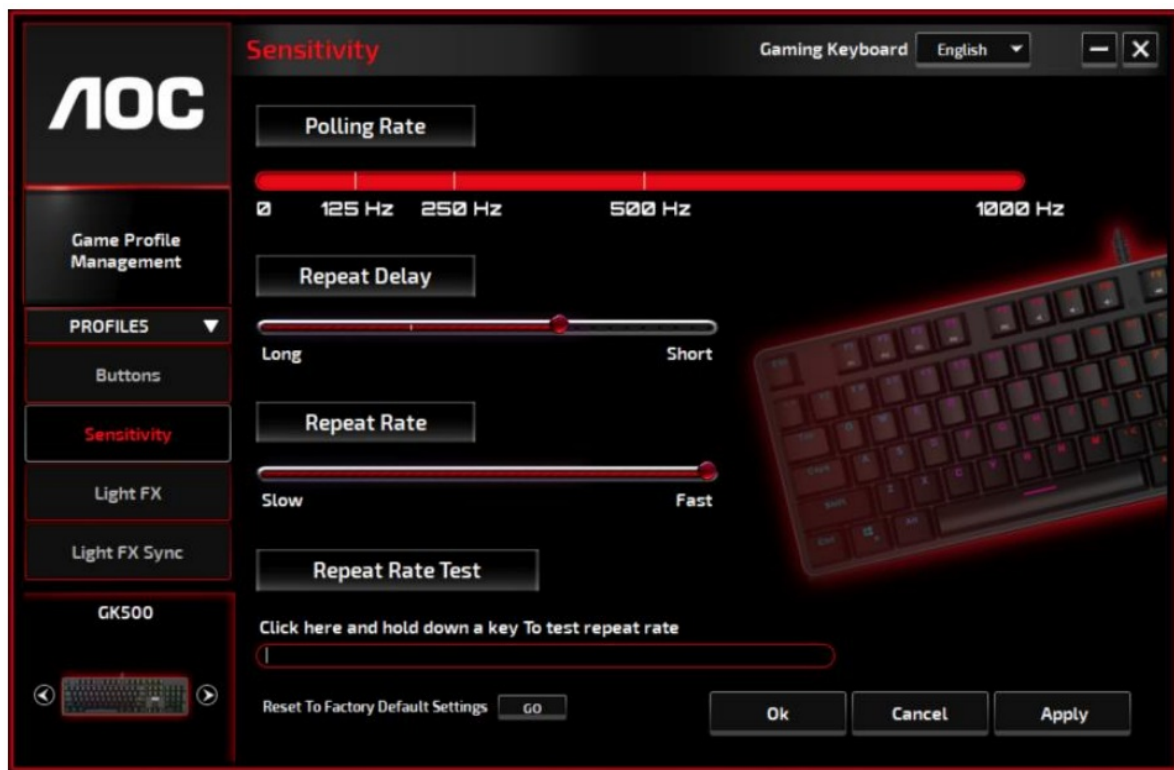 AOC
Sensitivity
Gaming Keyboard English
Game Profile
Management
PROFILES
Buttons
Sensitivity
Light FX
Light FX Sync
GK500
Polling Rate
0 125 Hz 250 Hz 500 Hz 1000 Hz
Repeat Delay
Long Short
Repeat Rate
Slow Fast
Repeat Rate Test
Click here and hold down a key To test repeat rate
Reset To Factory Default Settings GO
Ok Cancel Apply